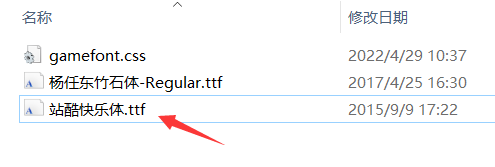 名称 修改日期
gamefont.css 2022/4/29 10:37
杨任东竹石体-Regular.ttf 2017/4/25 16:30
站酷快乐体.ttf 2015/9/9 17:22